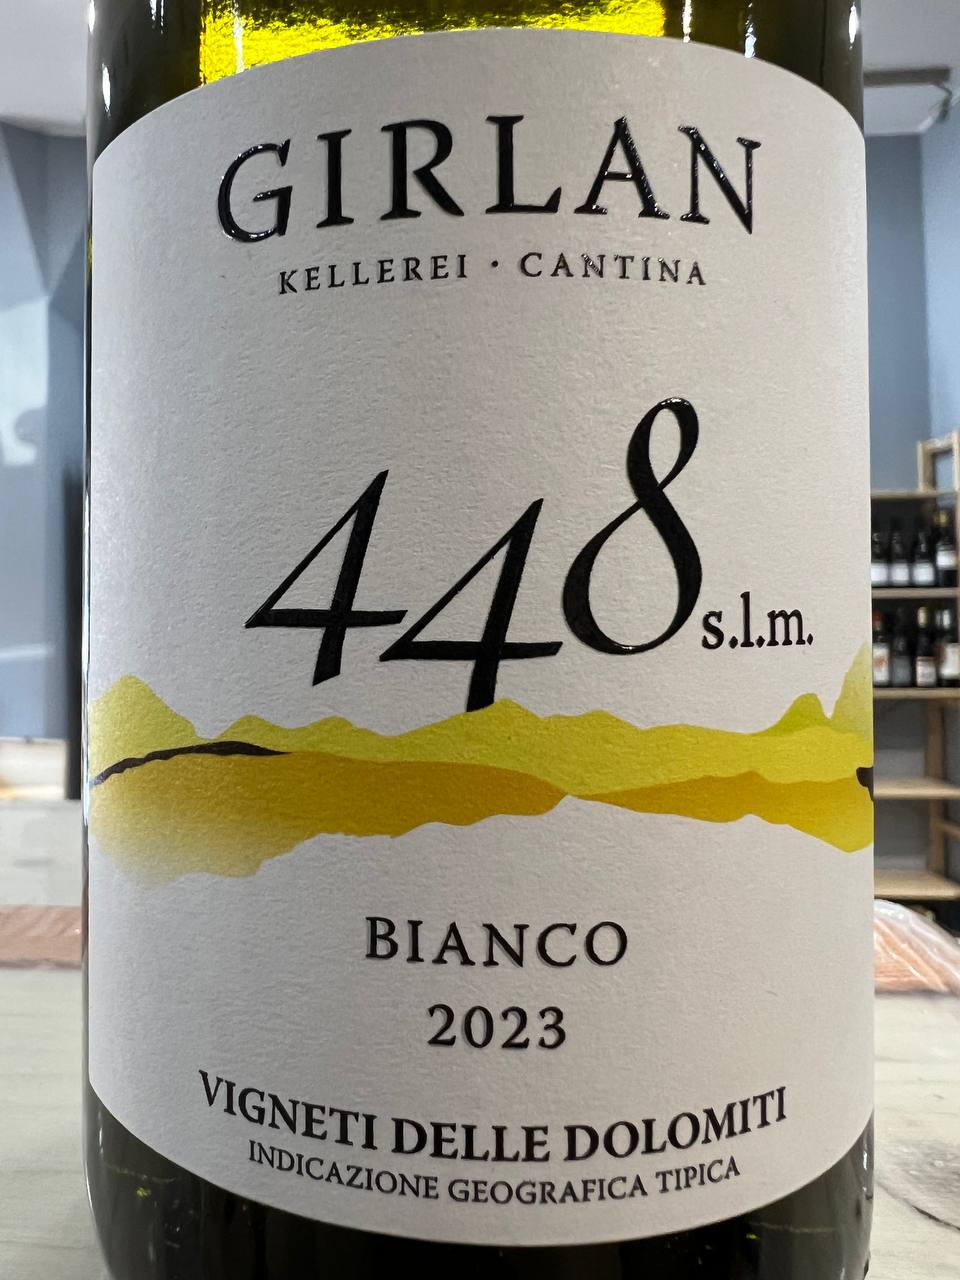 GIRLAN
KELLEREI · CANTINA
448 s.l.m.
BIANCO
2023
VIGNETI DELLE DOLOMITI
INDICAZIONE GEOGRAFICA TIPICA